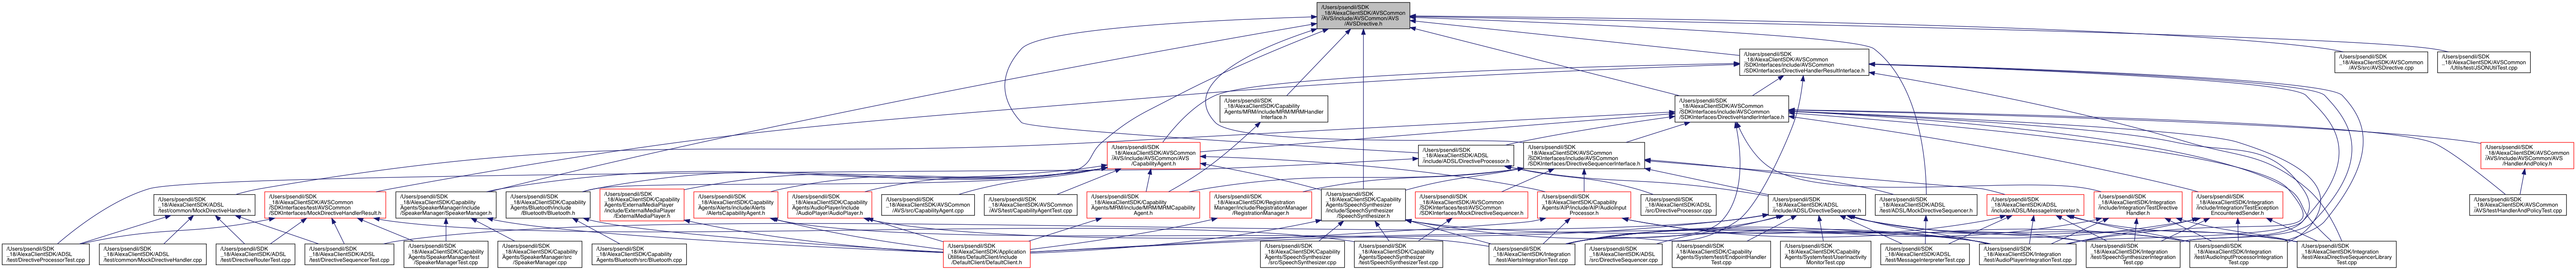 /Users/psendil/SDK
_18/AlexaClientSDK/AVSCommon
/AVS/include/AVSCommon/AVS
/AVSDirective.h
/Users/psendil/SDK
_18/AlexaClientSDK/AVSCommon
/SDKInterfaces/include/AVSCommon
/SDKInterfaces/DirectiveHandlerResultInterface.h
/Users/psendil/SDK
_18/AlexaClientSDK/AVSCommon
/AVS/src/AVSDirective.cpp
/Users/psendil/SDK
_18/AlexaClientSDK/AVSCommon
/Utils/test/JSONUtilTest.cpp
/Users/psendil/SDK
_18/AlexaClientSDK/Capability
Agents/MRM/include/MRM/MRMHandler
Interface.h
/Users/psendil/SDK
_18/AlexaClientSDK/AVSCommon
/SDKInterfaces/include/AVSCommon
/SDKInterfaces/DirectiveHandlerInterface.h
/Users/psendil/SDK
_18/AlexaClientSDK/AVSCommon
/AVS/include/AVSCommon/AVS
/CapabilityAgent.h
/Users/psendil/SDK
_18/AlexaClientSDK/ADSL
/include/ADSL/DirectiveProcessor.h
/Users/psendil/SDK
_18/AlexaClientSDK/AVSCommon
/SDKInterfaces/include/AVSCommon
/SDKInterfaces/DirectiveSequencerInterface.h
/Users/psendil/SDK
_18/AlexaClientSDK/AVSCommon
/AVS/include/AVSCommon/AVS
/HandlerAndPolicy.h
/Users/psendil/SDK
_18/AlexaClientSDK/ADSL
/test/common/MockDirectiveHandler.h
/Users/psendil/SDK
_18/AlexaClientSDK/AVSCommon
/SDKInterfaces/test/AVSCommon
/SDKInterfaces/MockDirectiveHandlerResult.h
/Users/psendil/SDK
_18/AlexaClientSDK/Capability
Agents/SpeakerManager/include
/SpeakerManager/SpeakerManager.h
/Users/psendil/SDK
_18/AlexaClientSDK/Capability
Agents/Bluetooth/include
/Bluetooth/Bluetooth.h
/Users/psendil/SDK
_18/AlexaClientSDK/Capability
Agents/ExternalMediaPlayer
/include/ExternalMediaPlayer
/ExternalMediaPlayer.h
/Users/psendil/SDK
_18/AlexaClientSDK/Capability
Agents/Alerts/include/Alerts
/AlertsCapabilityAgent.h
/Users/psendil/SDK
_18/AlexaClientSDK/Capability
Agents/AudioPlayer/include
/AudioPlayer/AudioPlayer.h
/Users/psendil/SDK
_18/AlexaClientSDK/AVSCommon
/AVS/src/CapabilityAgent.cpp
/Users/psendil/SDK
_18/AlexaClientSDK/AVSCommon
/AVS/test/CapabilityAgentTest.cpp
/Users/psendil/SDK
_18/AlexaClientSDK/Capability
Agents/MRM/include/MRM/MRMCapability
Agent.h
/Users/psendil/SDK
_18/AlexaClientSDK/Registration
Manager/include/RegistrationManager
/RegistrationManager.h
/Users/psendil/SDK
_18/AlexaClientSDK/Capability
Agents/SpeechSynthesizer
/include/SpeechSynthesizer
/SpeechSynthesizer.h
/Users/psendil/SDK
_18/AlexaClientSDK/AVSCommon
/SDKInterfaces/test/AVSCommon
/SDKInterfaces/MockDirectiveSequencer.h
/Users/psendil/SDK
_18/AlexaClientSDK/Capability
Agents/AIP/include/AIP/AudioInput
Processor.h
/Users/psendil/SDK
_18/AlexaClientSDK/ADSL
/src/DirectiveProcessor.cpp
/Users/psendil/SDK
_18/AlexaClientSDK/ADSL
/include/ADSL/DirectiveSequencer.h
/Users/psendil/SDK
_18/AlexaClientSDK/ADSL
/test/ADSL/MockDirectiveSequencer.h
/Users/psendil/SDK
_18/AlexaClientSDK/ADSL
/include/ADSL/MessageInterpreter.h
/Users/psendil/SDK
_18/AlexaClientSDK/Integration
/include/Integration/TestDirective
Handler.h
/Users/psendil/SDK
_18/AlexaClientSDK/Integration
/include/Integration/TestException
EncounteredSender.h
/Users/psendil/SDK
_18/AlexaClientSDK/AVSCommon
/AVS/test/HandlerAndPolicyTest.cpp
/Users/psendil/SDK
_18/AlexaClientSDK/ADSL
/test/DirectiveProcessorTest.cpp
/Users/psendil/SDK
_18/AlexaClientSDK/ADSL
/test/common/MockDirectiveHandler.cpp
/Users/psendil/SDK
_18/AlexaClientSDK/ADSL
/test/DirectiveRouterTest.cpp
/Users/psendil/SDK
_18/AlexaClientSDK/ADSL
/test/DirectiveSequencerTest.cpp
/Users/psendil/SDK
_18/AlexaClientSDK/Capability
Agents/SpeakerManager/test
/SpeakerManagerTest.cpp
/Users/psendil/SDK
_18/AlexaClientSDK/Capability
Agents/SpeakerManager/src
/SpeakerManager.cpp
/Users/psendil/SDK
_18/AlexaClientSDK/Capability
Agents/Bluetooth/src/Bluetooth.cpp
/Users/psendil/SDK
_18/AlexaClientSDK/Application
Utilities/DefaultClient/include
/DefaultClient/DefaultClient.h
/Users/psendil/SDK
_18/AlexaClientSDK/Capability
Agents/SpeechSynthesizer
/src/SpeechSynthesizer.cpp
/Users/psendil/SDK
_18/AlexaClientSDK/Capability
Agents/SpeechSynthesizer
/test/SpeechSynthesizerTest.cpp
/Users/psendil/SDK
_18/AlexaClientSDK/Integration
/test/AlertsIntegrationTest.cpp
/Users/psendil/SDK
_18/AlexaClientSDK/ADSL
/src/DirectiveSequencer.cpp
/Users/psendil/SDK
_18/AlexaClientSDK/Capability
Agents/System/test/EndpointHandler
Test.cpp
/Users/psendil/SDK
_18/AlexaClientSDK/Capability
Agents/System/test/UserInactivity
MonitorTest.cpp
/Users/psendil/SDK
_18/AlexaClientSDK/ADSL
/test/MessageInterpreterTest.cpp
/Users/psendil/SDK
_18/AlexaClientSDK/Integration
/test/AudioPlayerIntegrationTest.cpp
/Users/psendil/SDK
_18/AlexaClientSDK/Integration
/test/SpeechSynthesizerIntegration
Test.cpp
/Users/psendil/SDK
_18/AlexaClientSDK/Integration
/test/AudioInputProcessorIntegration
Test.cpp
/Users/psendil/SDK
_18/AlexaClientSDK/Integration
/test/AlexaDirectiveSequencerLibrary
Test.cpp